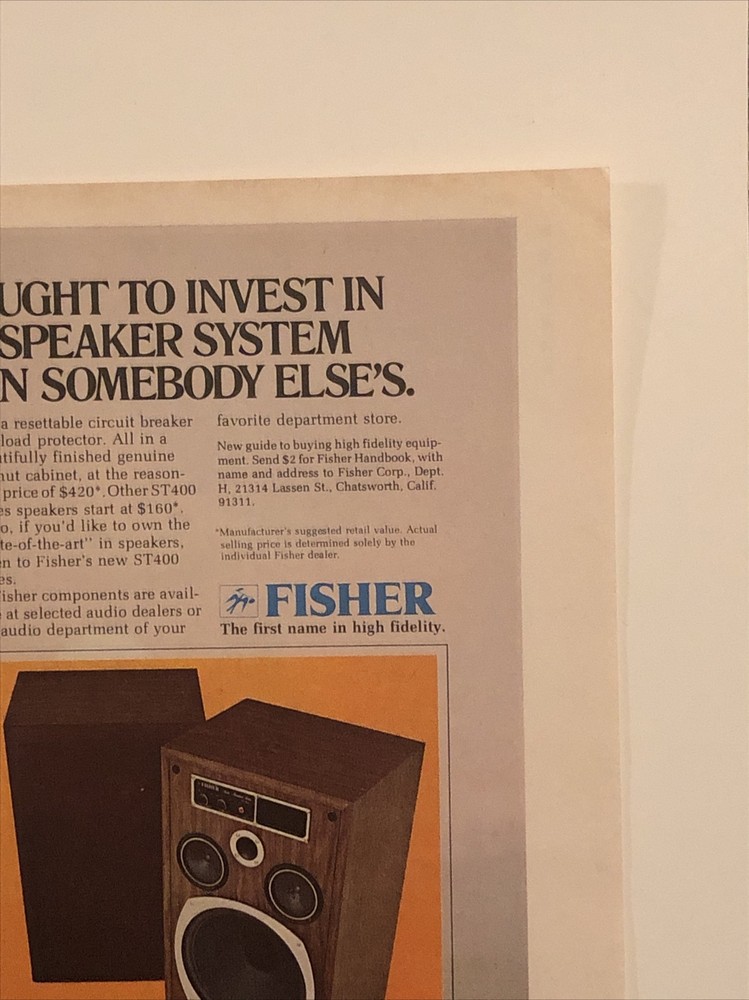 UGHT TO INVEST IN
SPEAKER SYSTEM
N SOMEBODY ELSE'S.
a resettable circuit breaker
load protector. All in a
tifully finished genuine
nut cabinet, at the reason-
price of $420*. Other ST400
es speakers start at $160*.
o, if you'd like to own the
te-of-the-art" in speakers,
en to Fisher's new ST400
es.
isher components are avail-
at selected audio dealers or
audio department of your
favorite department store.
New guide to buying high fidelity equip-
ment. Send $2 for Fisher Handbook, with
name and address to Fisher Corp., Dept.
H, 21314 Lassen St., Chatsworth, Calif.
91311.
*Manufacturer's suggested retail value. Actual
selling price is determined solely by the
individual Fisher dealer.
FISHER
The first name in high fidelity.
FISHER